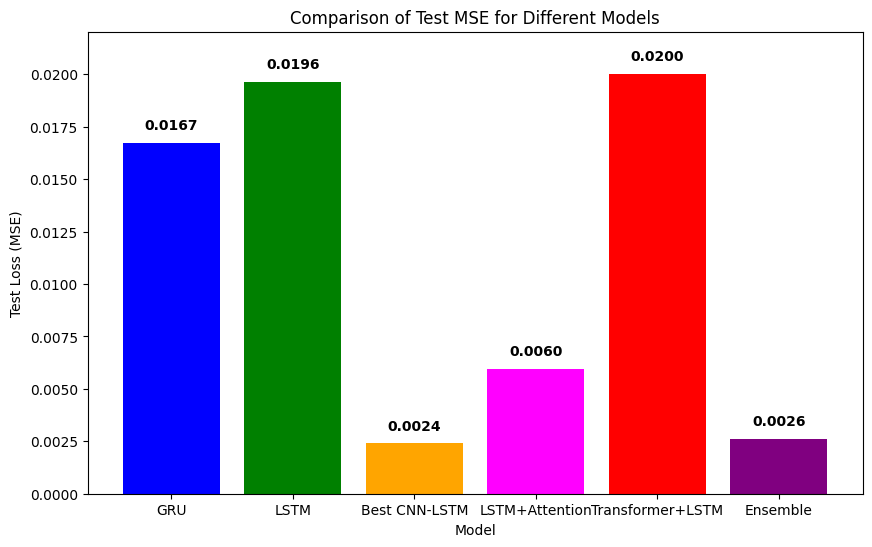 Comparison of Test MSE for Different Models
Test Loss (MSE)
0.0200
0.0175
0.0150
0.0125
0.0100
0.0075
0.0050
0.0025
0.0000
0.0167
0.0196
0.0024
0.0060
0.0200
0.0026
GRU
LSTM
Best CNN-LSTM
LSTM+Attention
Transformer+LSTM
Ensemble
Model